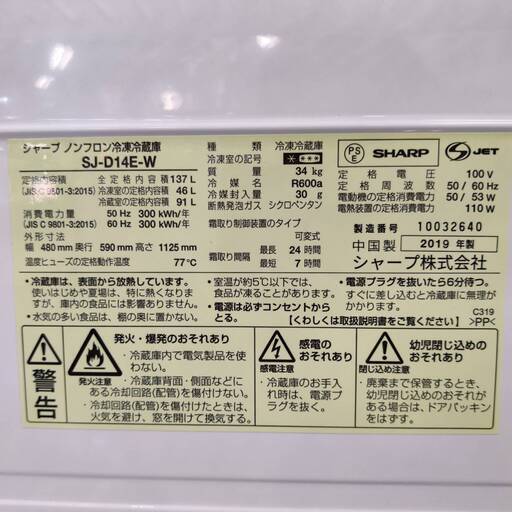 シャープ ノンフロン冷凍冷蔵庫
SJ-D14E-W
定格内容積 全定格内容積 137 L
(JIS C 9801-3:2015) 冷凍室の定格内容積 46 L
冷蔵室の定格内容積 91 L
消費電力量 50 Hz 300 kWh/年
(JIS C 9801-3:2015) 60 Hz 300 kWh/年
外形寸法
幅 480 mm 奥行 590 mm 高さ 1125 mm
温度ヒューズの定格動作温度 77℃
種類 冷凍冷蔵庫
冷凍室の記号
質量 34 kg
冷媒名 R600a
冷媒封入量 30 g
断熱発泡ガス シクロペンタン
霜取り制御装置のタイプ
可変式
霜取り間隔 最長 24 時間
最短 7 時間
PS
E
SHARP
S JET
定格電圧 100 V
定格周波数 50 / 60 Hz
電動機の定格消費電力 50 / 53 W
電熱装置の定格消費電力 110 W
製造番号 10032640
中国製 2019 年製
シャープ株式会社
•冷蔵庫は、表面から放熱しています。
使いはじめや夏場は、特に熱くなることがありま
すが、庫内の食品には影響ありません。
•水気の多い食品は、棚の奥に置かない。
•室温が約5℃以下では、
冷蔵室の食品が凍る
ことがあります。
•電源は必ずコンセントから
とる。
•電源プラグを抜いたら6分待つ。
すぐに差し込むと冷蔵庫に無理が
かかります。
【くわしくは取扱説明書をご覧ください】
C319
>PP<
警告
発火注意
発火・爆発のおそれあり
•冷蔵庫内で電気製品を使
わない。
•冷蔵庫背面・側面などに
ある冷却回路(配管)を傷付けない。
•冷却回路(配管)を傷付けたときは、
火気を避け、窓を開けて換気する。
感電注意
感電の
おそれあり
•冷蔵庫のお手入
れ時は、電源プ
ラグを抜く。
閉じ込め注意
幼児閉じ込めの
おそれあり
•廃棄まで保管するときで、
幼児閉じ込めのおそれがある
場合は、ドアパッキンを
はずす。